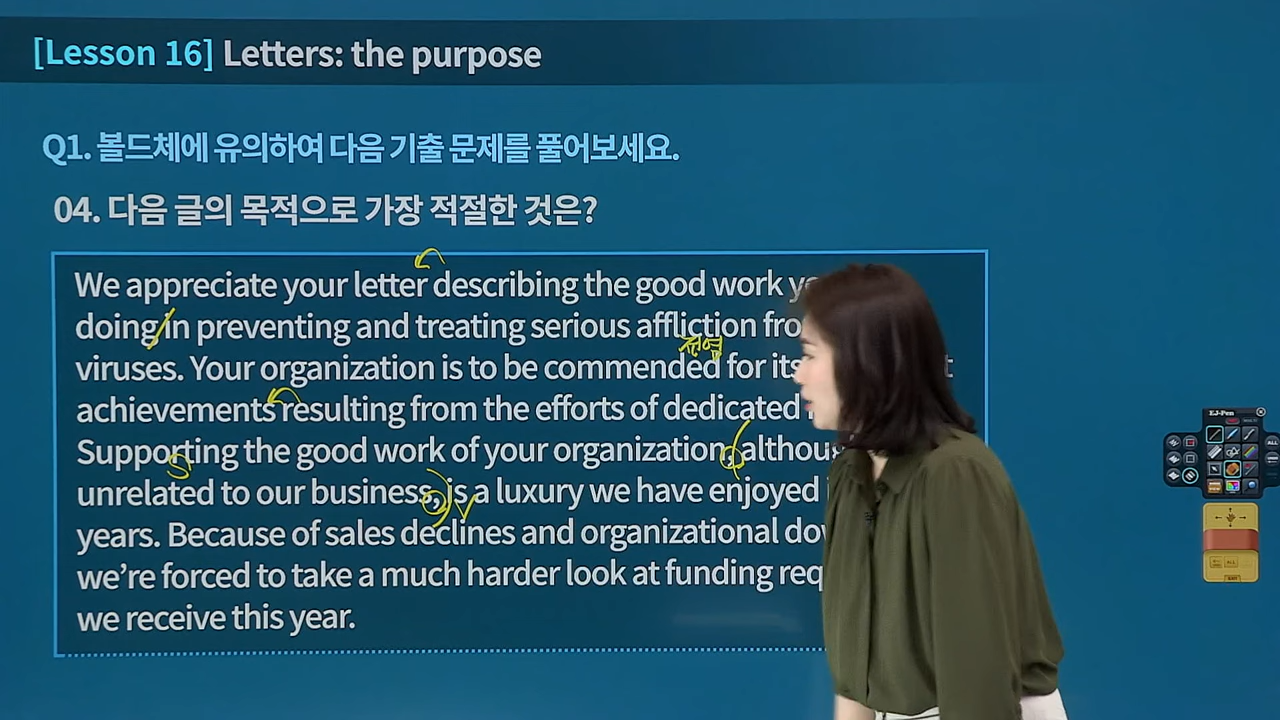 [Lesson 16] Letters: the purpose
Q1. 볼드체에 유의하여 다음 기출 문제를 풀어보세요.
04. 다음 글의 목적으로 가장 적절한 것은?
We appreciate your letter describing the good work
doing in preventing and treating serious affliction
viruses. Your organization is to be commended for its
achievements resulting from the efforts of dedicated
Supporting the good work of your organization,
unrelated to our business, is a luxury we have enjoyed
years. Because of sales declines and organizational
we're forced to take a much harder look at funding
we receive this year.
S
V
EJ-Pen
ALL